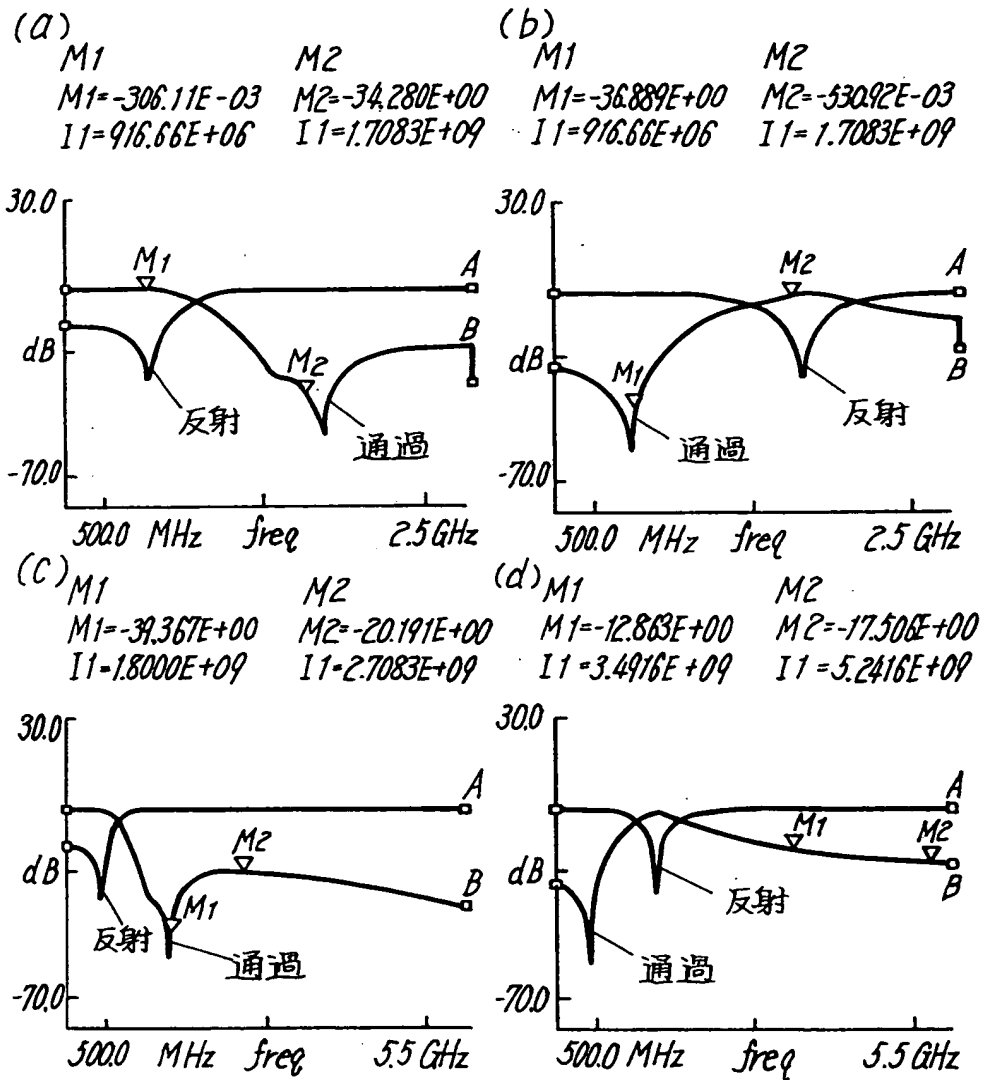 (a)
M1 M2
M1=-306.11E-03 M2=-34.280E+00
I1=916.66E+06 I1=1.7083E+09
30.0
M1
A
dB
M2
B
反射
通過
-70.0
500.0 MHz freq 2.5 GHz
(b)
M1 M2
M1=-36.889E+00 M2=-530.92E-03
I1=916.66E+06 I1=1.7083E+09
30.0
M2
A
dB
M1
B
反射
通過
-70.0
500.0 MHz freq 2.5 GHz
(c)
M1 M2
M1=-39.367E+00 M2=-20.191E+00
I1=1.8000E+09 I1=2.7083E+09
30.0
A
M2
dB
B
M1
反射
通過
-70.0
500.0 MHz freq 5.5 GHz
(d)
M1 M2
M1=-12.863E+00 M2=-17.506E+00
I1=3.4916E+09 I1=5.2416E+09
30.0
A
M1
M2
dB
B
反射
通過
-70.0
500.0 MHz freq 5.5 GHz